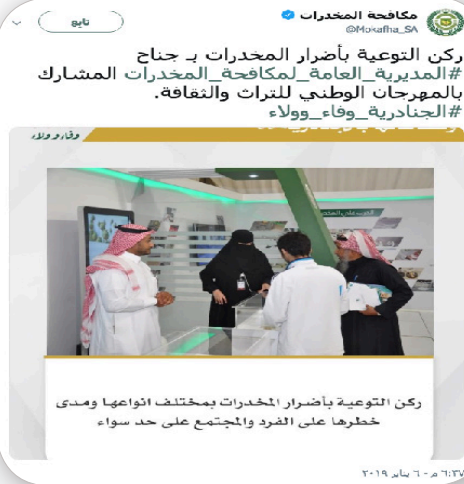 مكافحة المخدرات
@Mokafha_SA
تابع
ركن التوعية بأضرار المخدرات بـ جناح
#المديرية_العامة_لمكافحة_المخدرات المشارك
بالمهرجان الوطني للتراث والثقافة.
#الجنادرية_وفاء_وولاء
وفاء و ولاء
ركن التوعية بأضرار المخدرات بمختلف انواعها ومدى
خطرها على الفرد والمجتمع على حد سواء
٦:٣٧ م - ٦ يناير ٢٠١٩